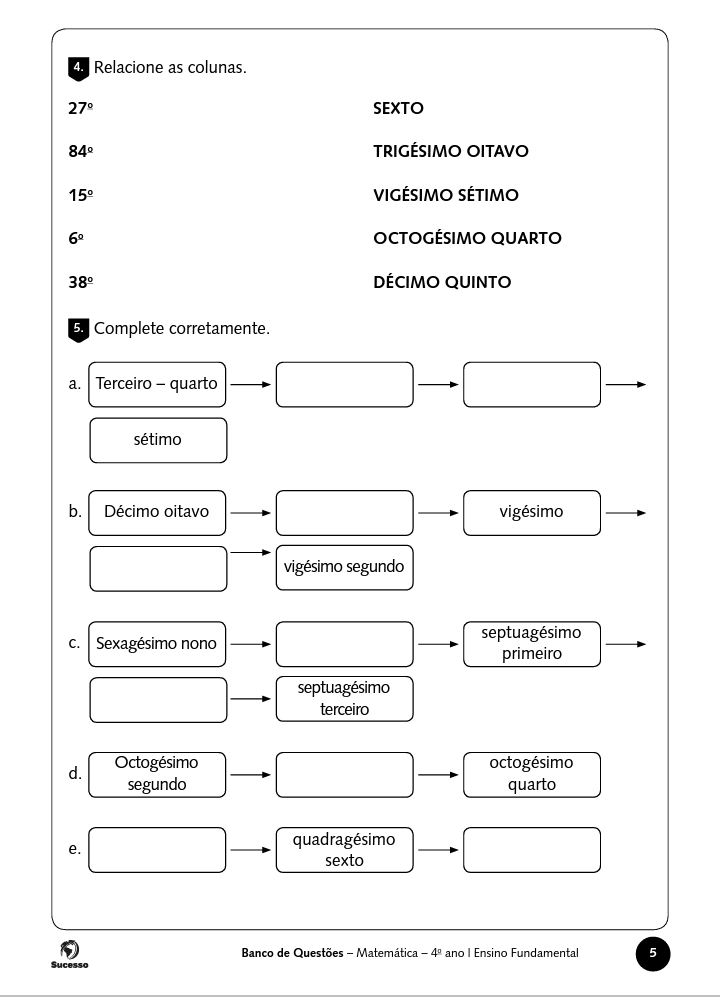 4. Relacione as colunas.
27º SEXTO
84º TRIGÉSIMO OITAVO
15º VIGÉSIMO SÉTIMO
6º OCTOGÉSIMO QUARTO
38º DÉCIMO QUINTO
5. Complete corretamente.
a. Terceiro – quarto
sétimo
b. Décimo oitavo vigésimo
vigésimo segundo
c. Sexagésimo nono septuagésimo
primeiro
septuagésimo
terceiro
d. Octogésimo
segundo
octogésimo
quarto
e. quadragésimo
sexto
Sucesso
Banco de Questões – Matemática – 4º ano I Ensino Fundamental
5